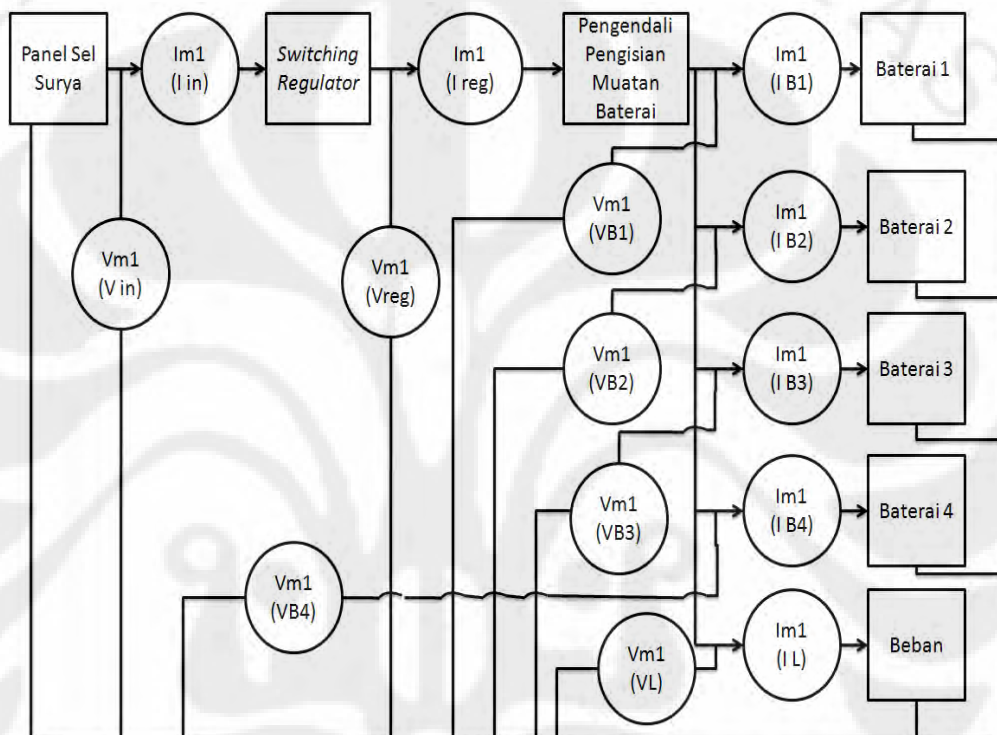 Panel Sel
Surya
Im1
(I in)
Switching
Regulator
Im1
(I reg)
Pengendali
Pengisian
Muatan
Baterai
Im1
(I B1)
Baterai 1
Vm1
(V in)
Vm1
(Vreg)
Vm1
(VB1)
Im1
(I B2)
Baterai 2
Vm1
(VB2)
Im1
(I B3)
Baterai 3
Vm1
(VB3)
Im1
(I B4)
Baterai 4
Vm1
(VB4)
Vm1
(VL)
Im1
(I L)
Beban